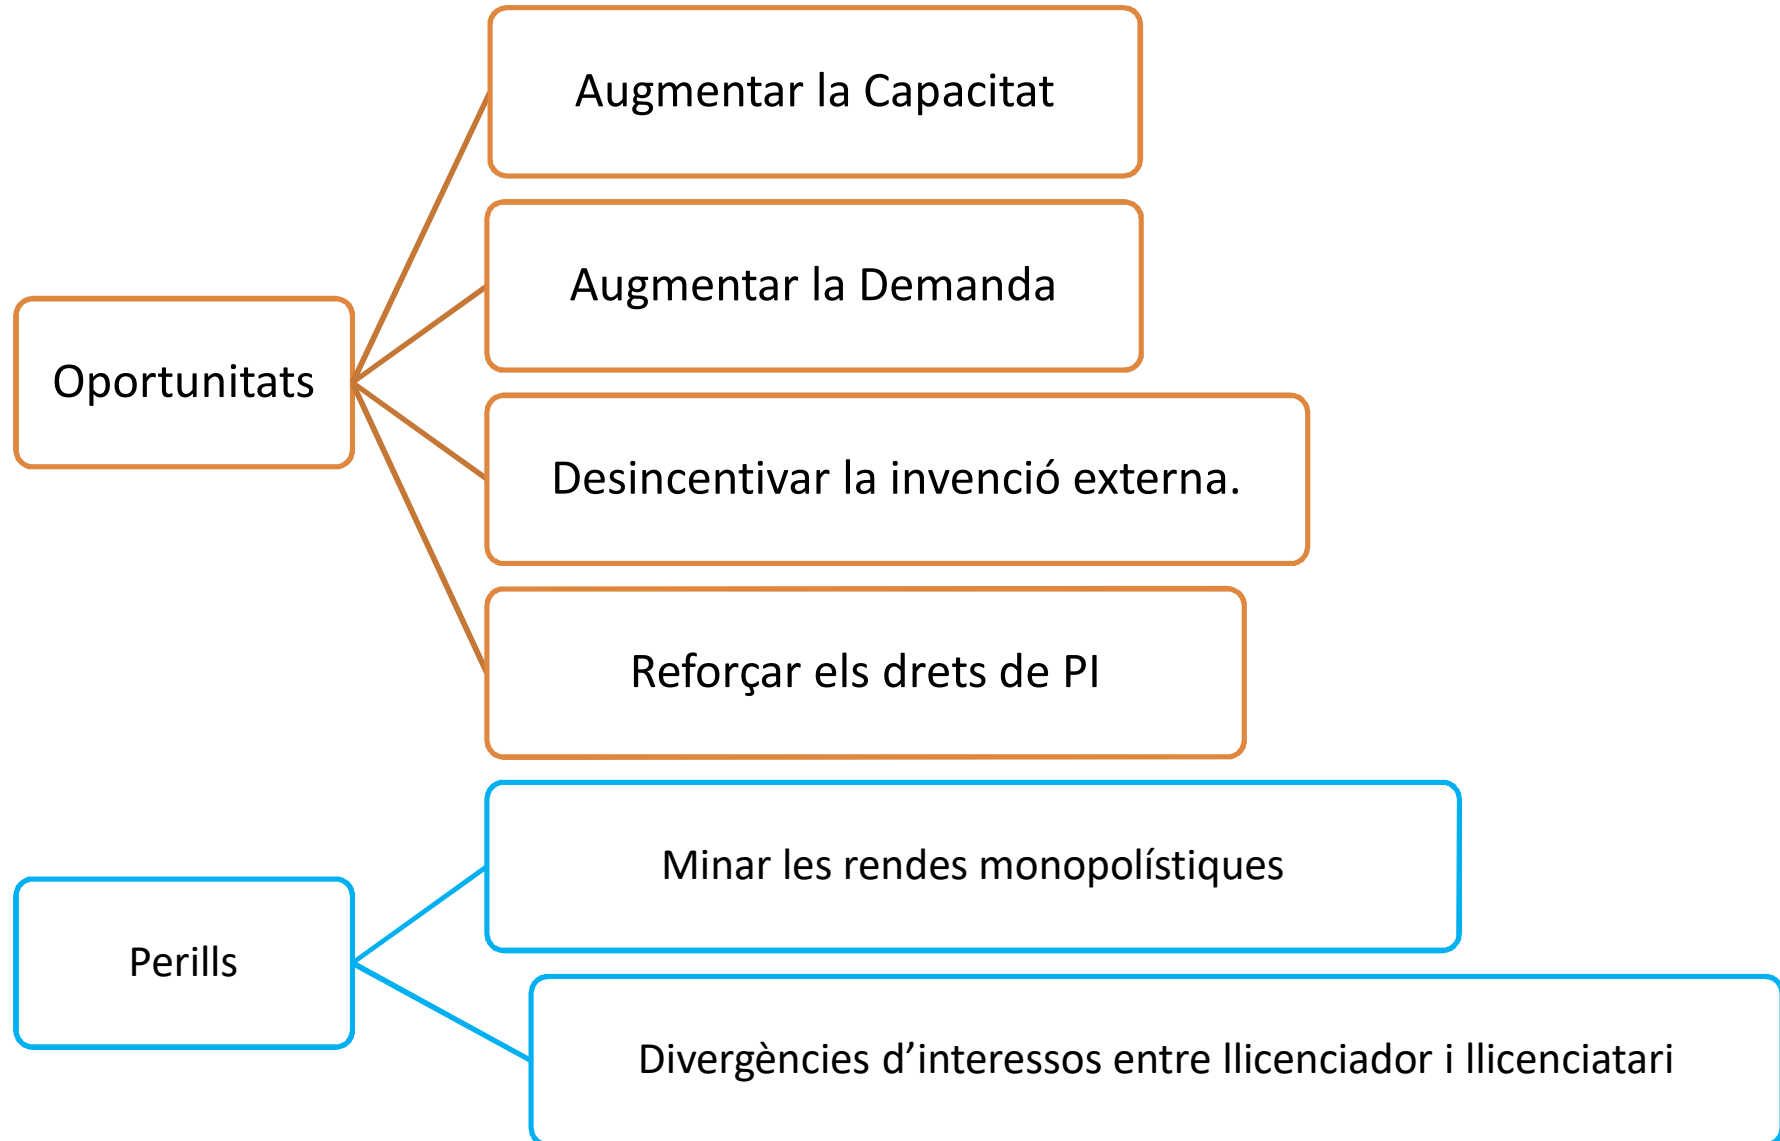 Oportunitats
Augmentar la Capacitat
Augmentar la Demanda
Desincentivar la invenció externa.
Reforçar els drets de PI
Perills
Minar les rendes monopolístiques
Divergències d’interessos entre llicenciador i llicenciatari